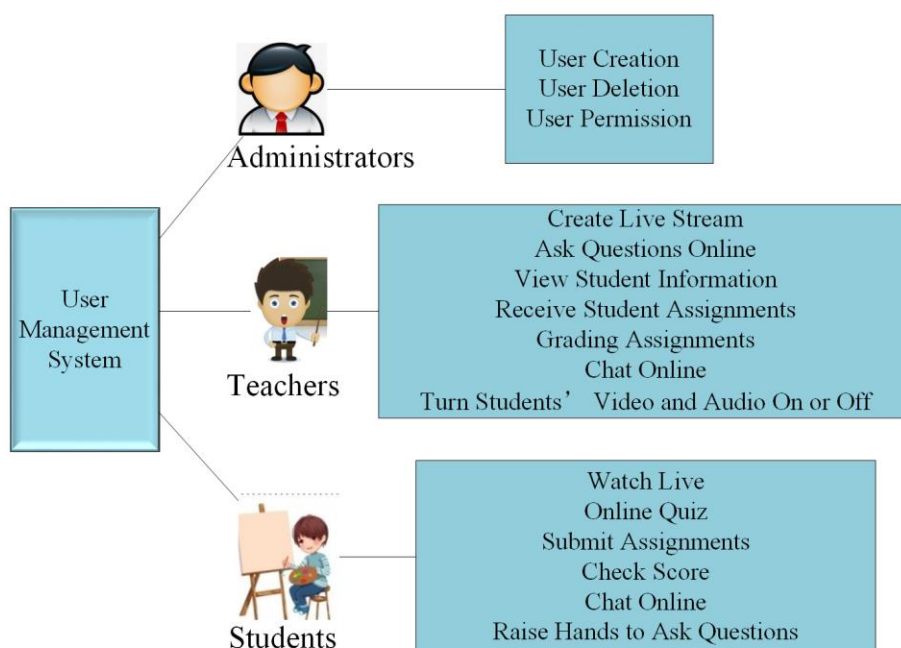 User Creation
User Deletion
User Permission
Administrators
User
Management
System
Create Live Stream
Ask Questions Online
View Student Information
Receive Student Assignments
Grading Assignments
Chat Online
Turn Students’ Video and Audio On or Off
Teachers
Watch Live
Online Quiz
Submit Assignments
Check Score
Chat Online
Raise Hands to Ask Questions
Students